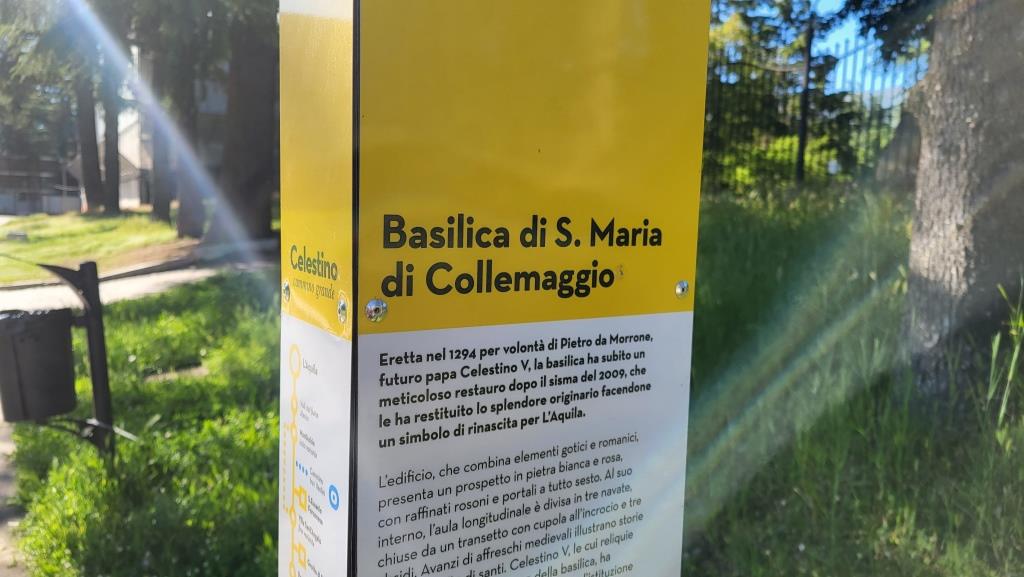 Basilica di S. Maria
di Collemaggio
Eretta nel 1294 per volontà di Pietro da Morrone,
futuro papa Celestino V, la basilica ha subito un
meticoloso restauro dopo il sisma del 2009, che
le ha restituito lo splendore originario facendone
un simbolo di rinascita per L'Aquila.
L'edificio, che combina elementi gotici e romanici,
presenta un prospetto in pietra bianca e rosa,
con raffinati rosoni e portali a tutto sesto. Al suo
interno, l'aula longitudinale è divisa in tre navate,
chiuse da un transetto con cupola all'incrocio e tre
Avanzi di affreschi medievali illustrano storie
di santi. Celestino V, le cui reliquie
della basilica, ha
l'istituzione
Celestino
cammino grande
L'Aquila